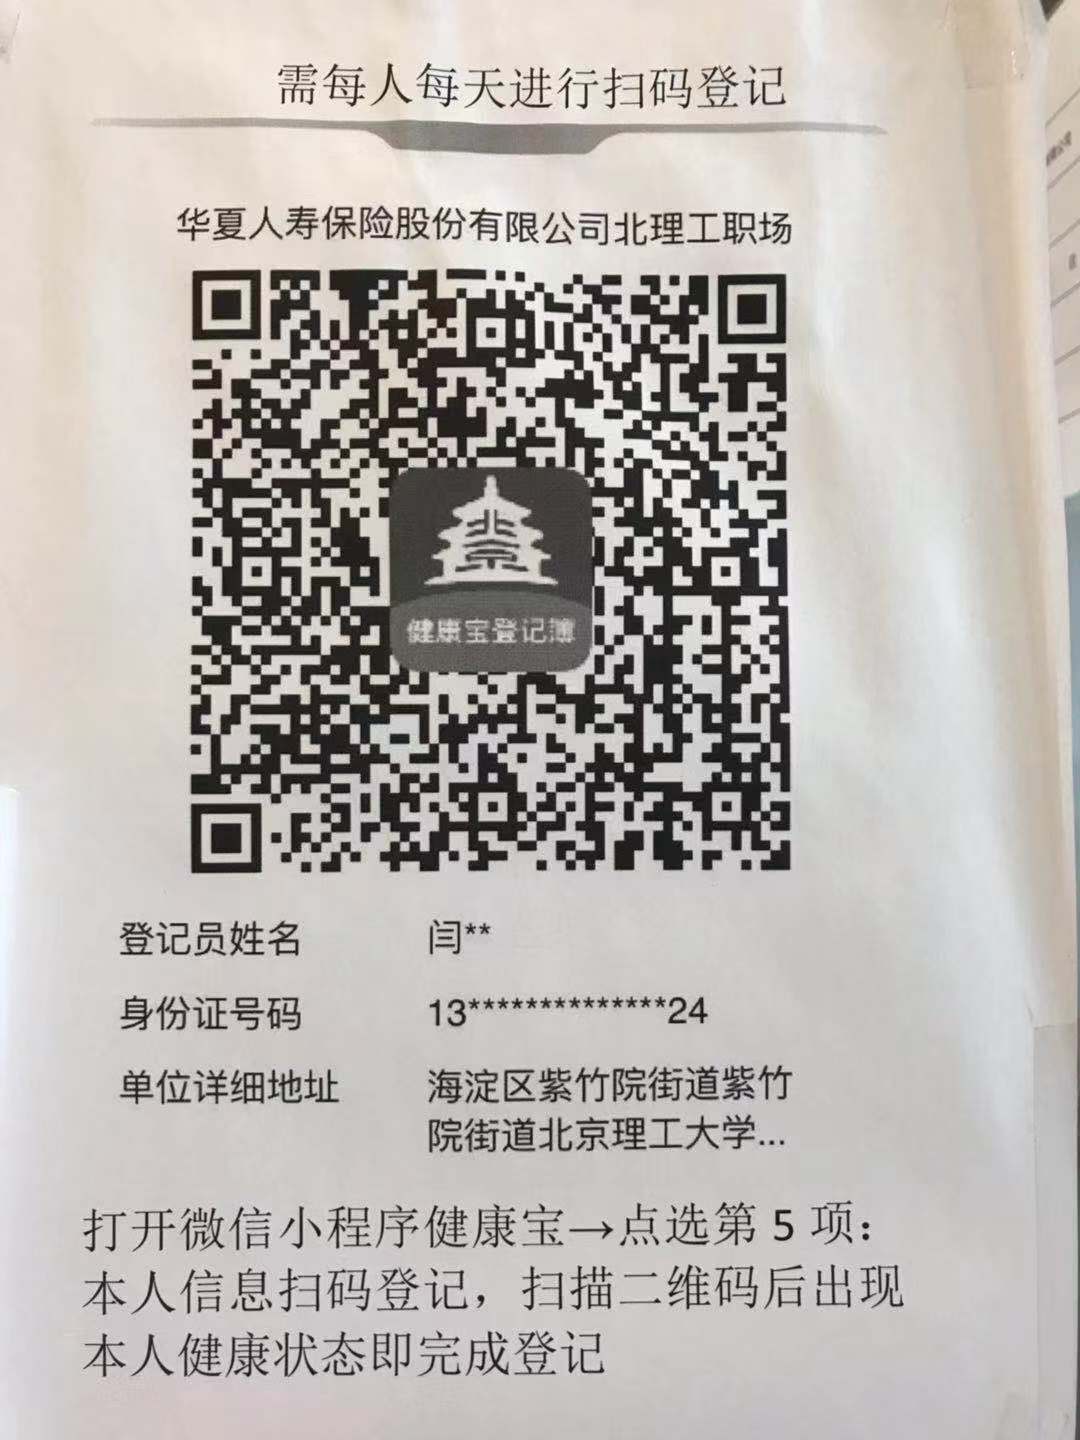 需每人每天进行扫码登记
华夏人寿保险股份有限公司北理工职场
健康宝登记簿
登记员姓名 闫**
身份证号码 13**************24
单位详细地址 海淀区紫竹院街道紫竹
院街道北京理工大学...
打开微信小程序健康宝→点选第 5 项：
本人信息扫码登记，扫描二维码后出现
本人健康状态即完成登记